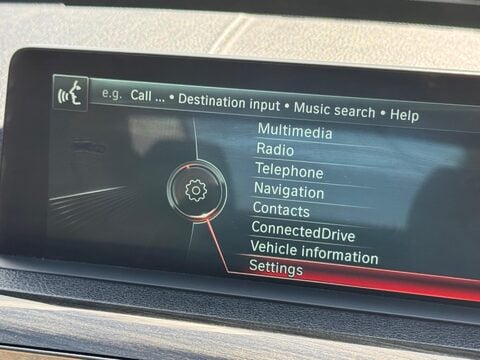 e.g. Call ... • Destination input • Music search • Help
Multimedia
Radio
Telephone
Navigation
Contacts
ConnectedDrive
Vehicle information
Settings